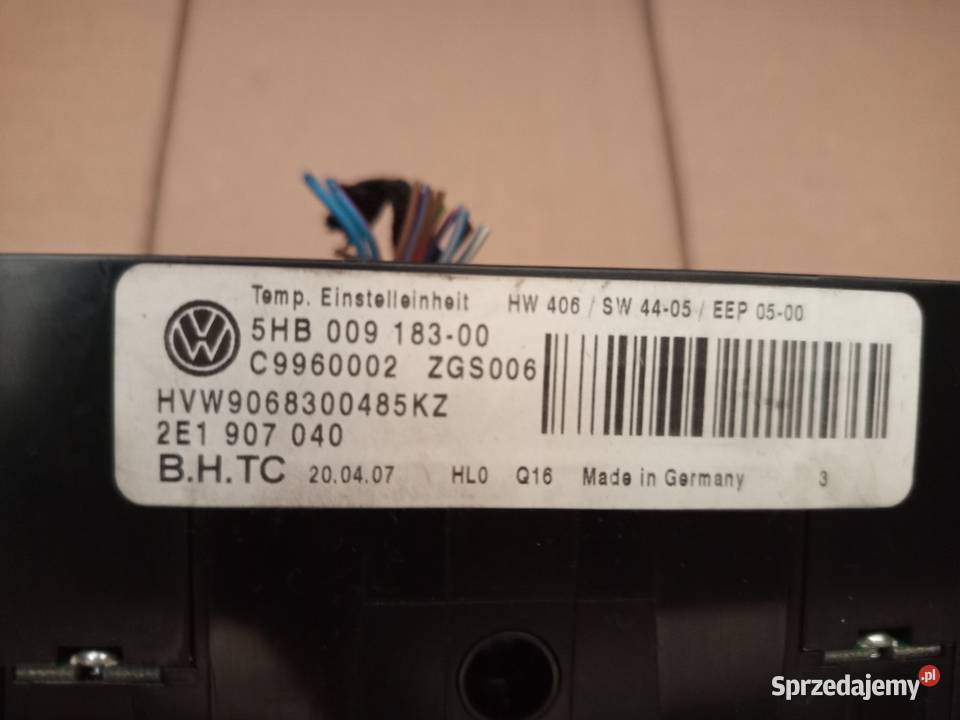 Temp. Einstelleinheit HW 406 / SW 44-05 / EEP 05-00
5HB 009 183-00
C9960002 ZGS006
HVW9068300485KZ
2E1 907 040
B.H.TC 20.04.07 HL0 Q16 Made in Germany 3
Sprzedajemy.pl